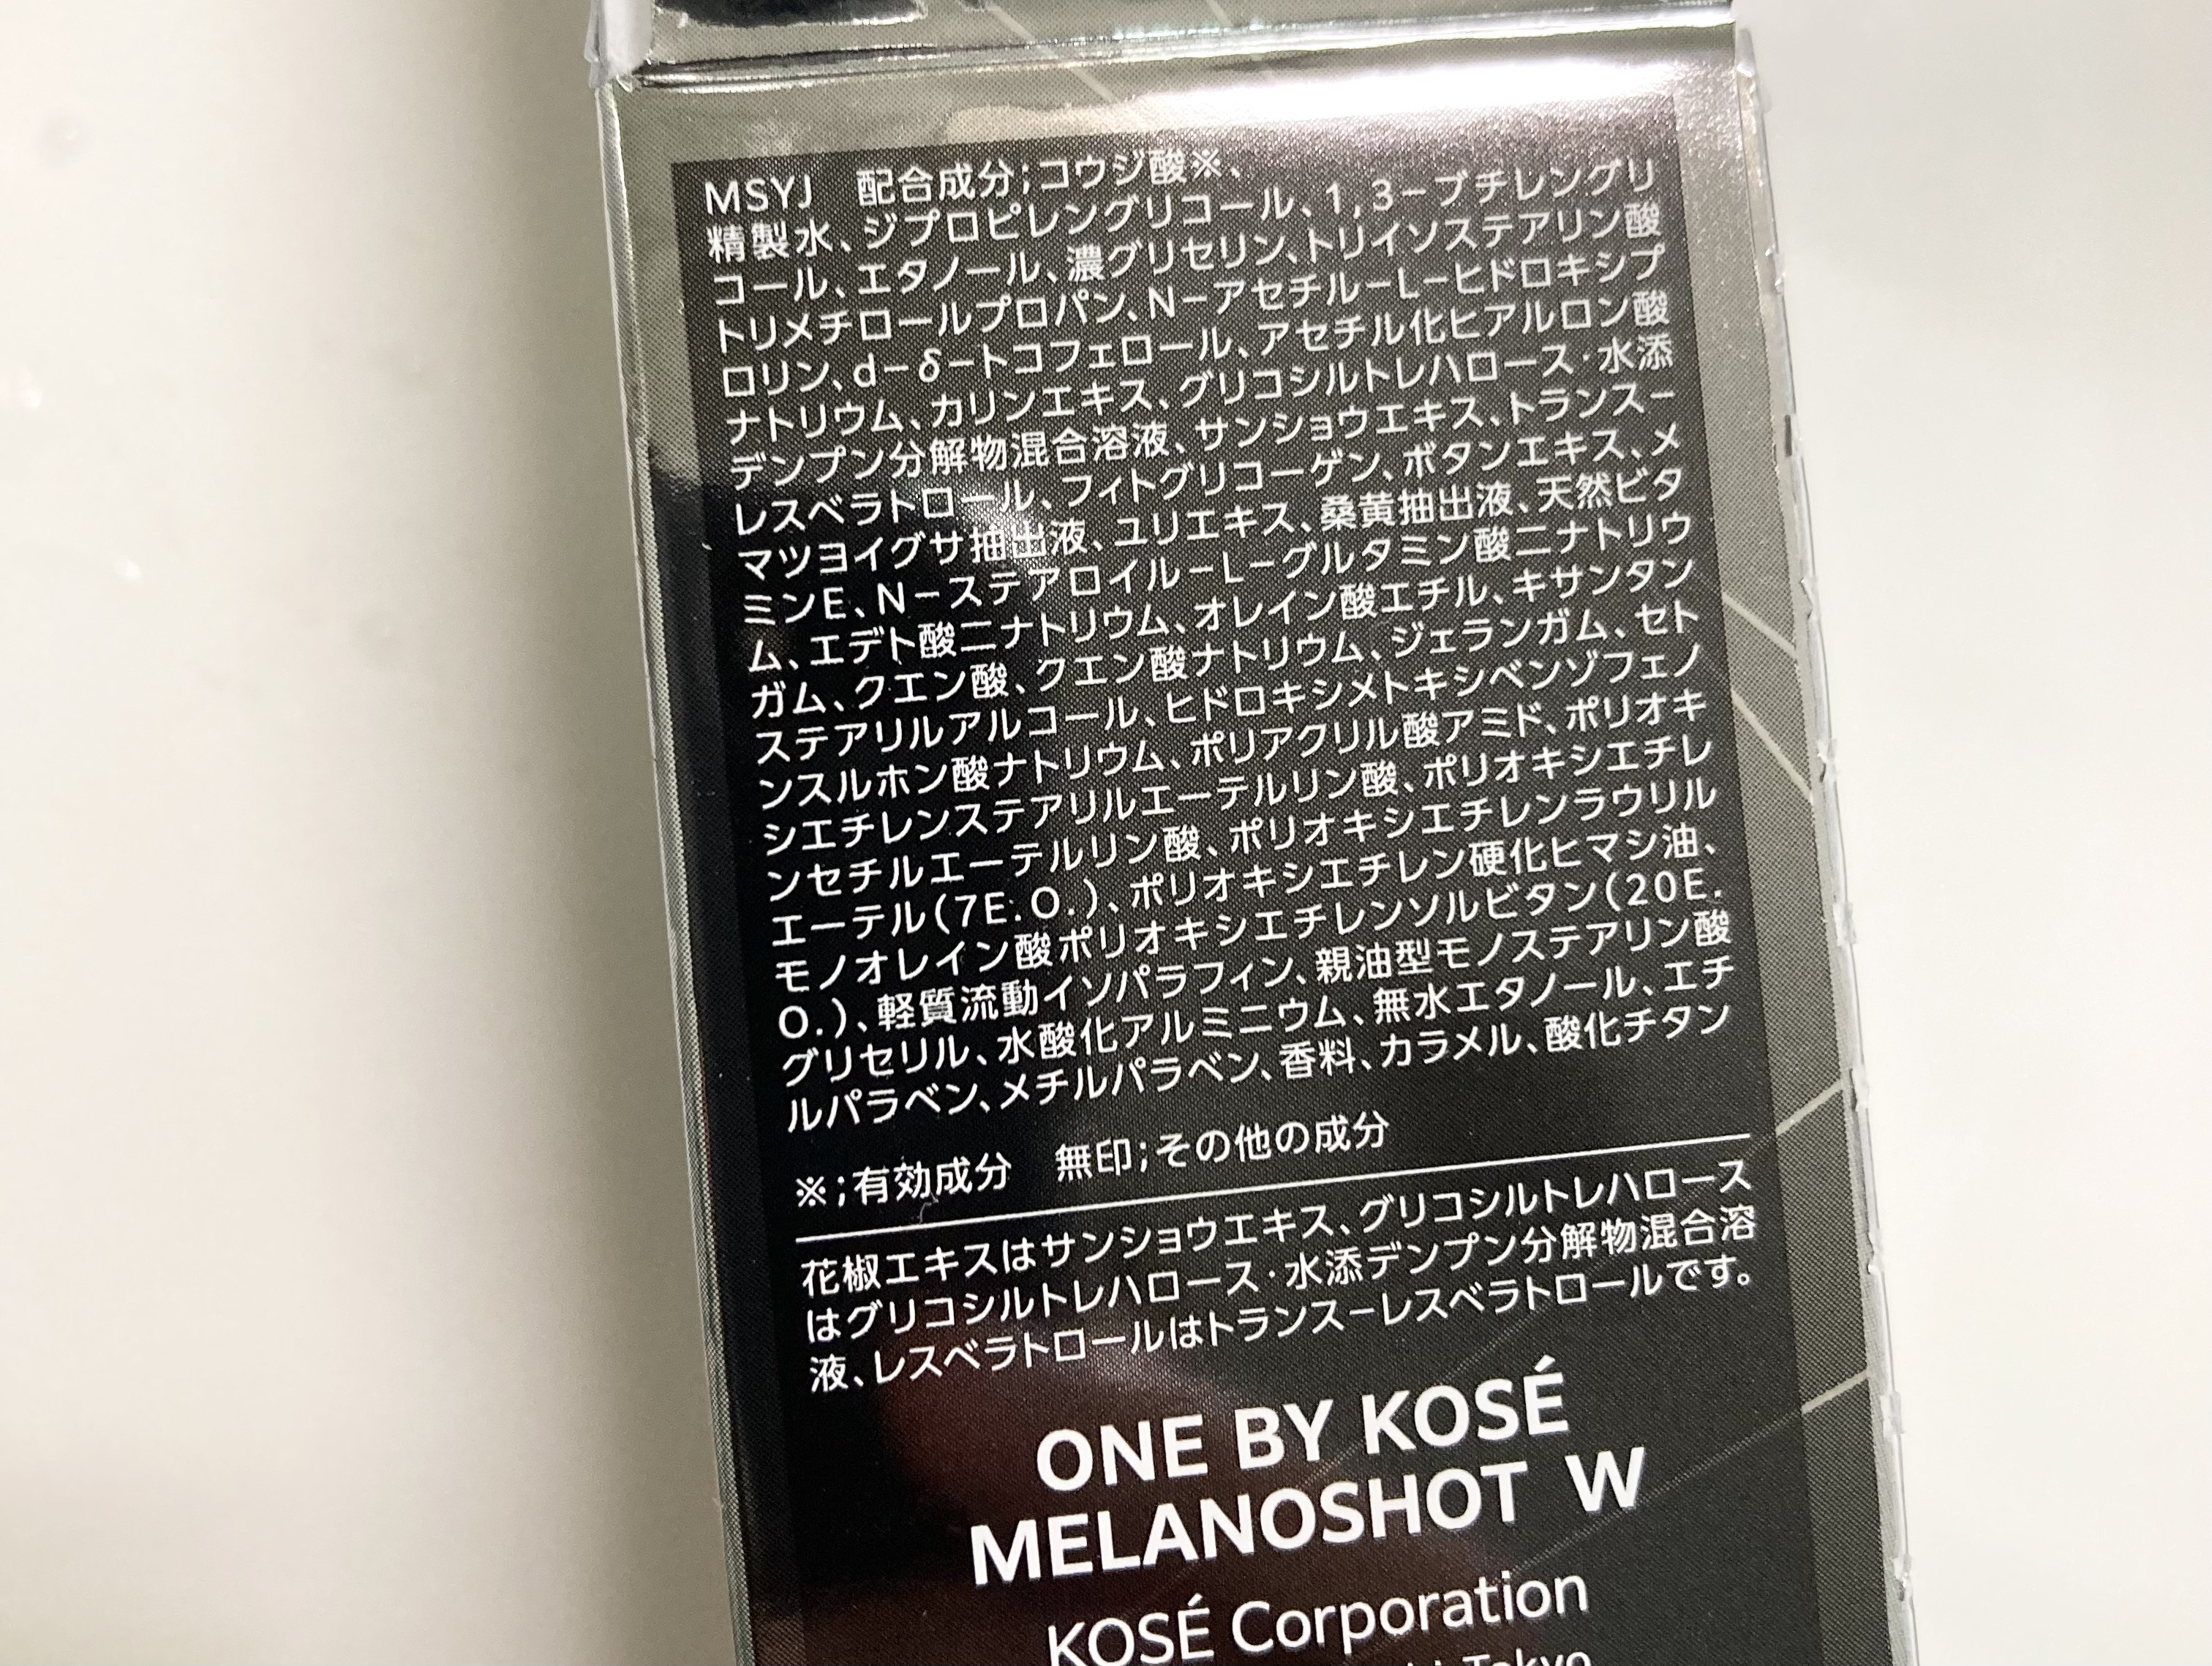 MSYJ　配合成分;コウジ酸※、
精製水、ジプロピレングリコール、1,3−ブチレングリ
コール、エタノール、濃グリセリン、トリイソステアリン酸
トリメチロールプロパン、N−アセチル−L−ヒドロキシプ
ロリン、d−δ−トコフェロール、アセチル化ヒアルロン酸
ナトリウム、カリンエキス、グリコシルトレハロース・水添
デンプン分解物混合溶液、サンショウエキス、トランス−
レスベラトロール、フィトグリコーゲン、ボタンエキス、メ
マツヨイグサ抽出液、ユリエキス、桑黄抽出液、天然ビタ
ミンE、N−ステアロイル−L−グルタミン酸二ナトリウ
ム、エデト酸二ナトリウム、オレイン酸エチル、キサンタン
ガム、クエン酸、クエン酸ナトリウム、ジェランガム、セト
ステアリルアルコール、ヒドロキシメトキシベンゾフェノ
ンスルホン酸ナトリウム、ポリアクリル酸アミド、ポリオキ
シエチレンステアリルエーテルリン酸、ポリオキシエチレ
ンセチルエーテルリン酸、ポリオキシエチレンラウリル
エーテル(7E.O.)、ポリオキシエチレン硬化ヒマシ油、
モノオレイン酸ポリオキシエチレンソルビタン(20E.
O.)、軽質流動イソパラフィン、親油型モノステアリン酸
グリセリル、水酸化アルミニウム、無水エタノール、エチ
ルパラベン、メチルパラベン、香料、カラメル、酸化チタン
※;有効成分　無印;その他の成分
花椒エキスはサンショウエキス、グリコシルトレハロース
はグリコシルトレハロース・水添デンプン分解物混合溶
液、レスベラトロールはトランス−レスベラトロールです。
ONE BY KOSÉ
MELANOSHOT W
KOSÉ Corporation
Tokyo